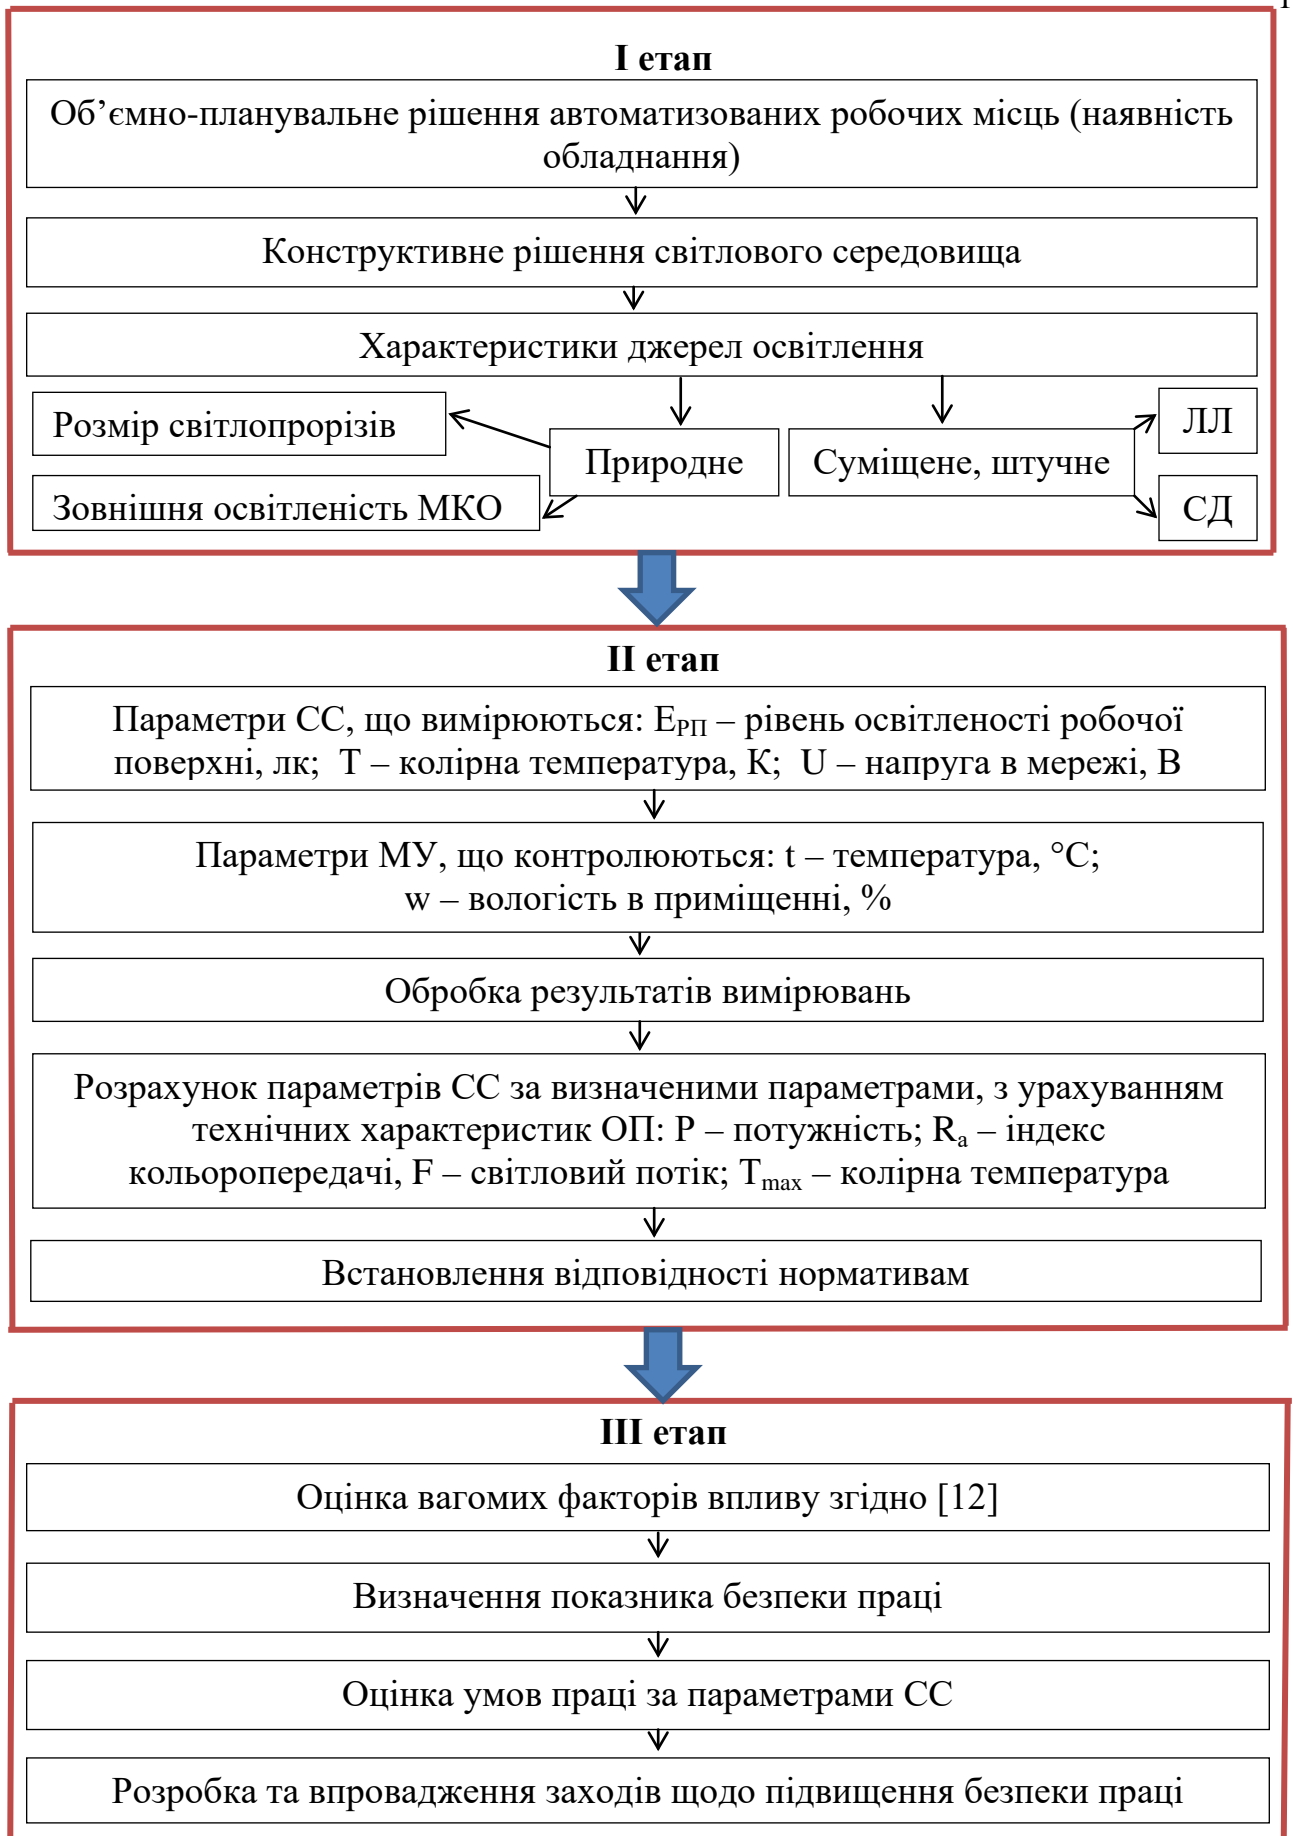 I етап
Об’ємно-планувальне рішення автоматизованих робочих місць (наявність
обладнання)
Конструктивне рішення світлового середовища
Характеристики джерел освітлення
Розмір світлопрорізів
ЛЛ
Природне
Суміщене, штучне
Зовнішня освітленість МКО
СД
II етап
Параметри СС, що вимірюються: ЕРП – рівень освітленості робочої
поверхні, лк; Т – колірна температура, К; U – напруга в мережі, В
Параметри МУ, що контролюються: t – температура, °С;
w – вологість в приміщенні, %
Обробка результатів вимірювань
Розрахунок параметрів СС за визначеними параметрами, з урахуванням
технічних характеристик ОП: Р – потужність; Ra – індекс
кольоропередачі, F – світловий потік; Tmax – колірна температура
Встановлення відповідності нормативам
III етап
Оцінка вагомих факторів впливу згідно [12]
Визначення показника безпеки праці
Оцінка умов праці за параметрами СС
Розробка та впровадження заходів щодо підвищення безпеки праці